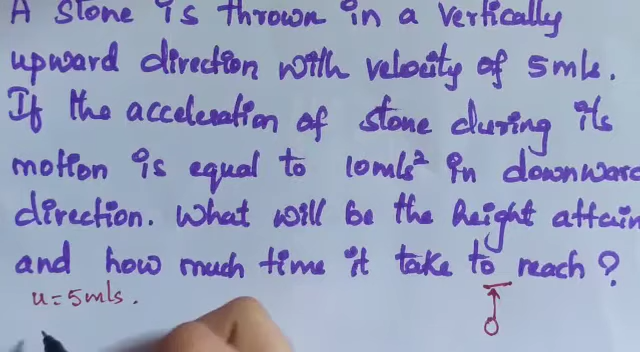 A stone is thrown in a vertically
upward direction with velocity of 5m/s.
If the acceleration of stone during its
motion is equal to 10m/s² in downward
direction. What will be the height attain
and how much time it take to reach?
u = 5m/s.